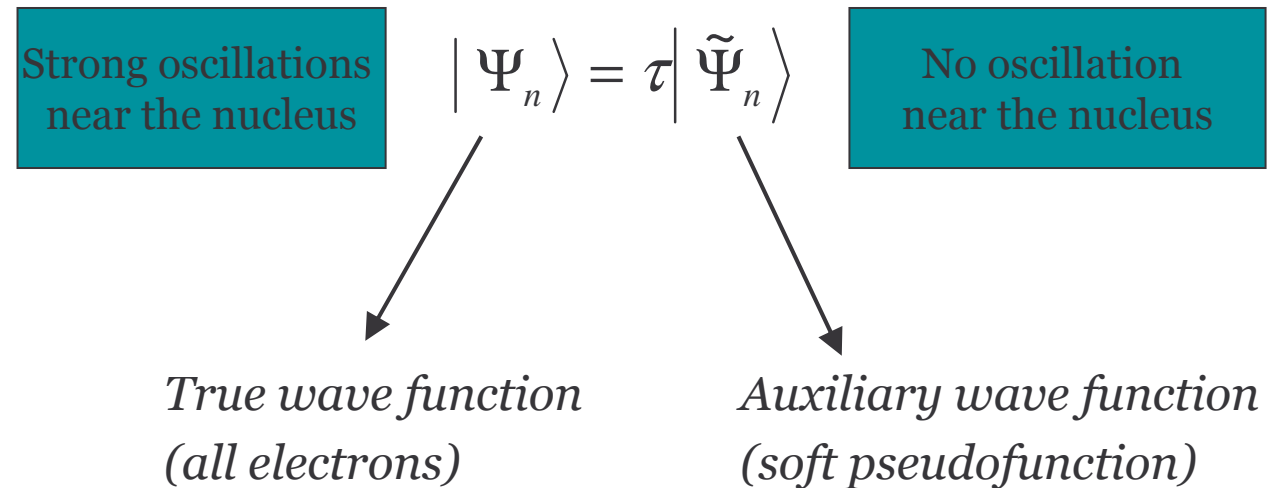 Strong oscillations
near the nucleus
|Ψₙ⟩ = τ|Ψ̃ₙ⟩
No oscillation
near the nucleus
True wave function
(all electrons)
Auxiliary wave function
(soft pseudofunction)